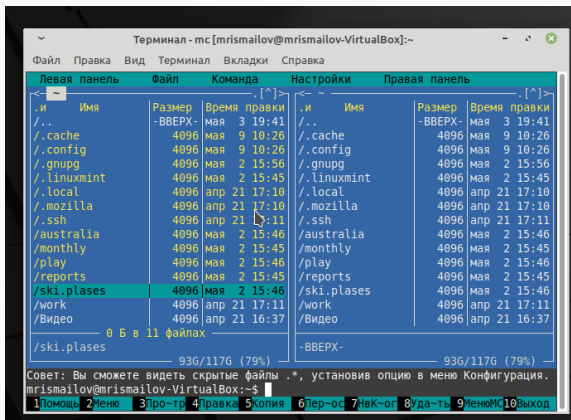 Терминал - mc [mrismailov@mrismailov-VirtualBox]:~
Файл Правка Вид Терминал Вкладки Справка
Левая панель Файл Команда Настройки Правая панель
<- ~ .[^]> <- ~ .[^]>
.и Имя Размер Время правки .и Имя Размер Время правки
/.. -ВВЕРХ- мая 3 19:41 /.. -ВВЕРХ- мая 3 19:41
/.cache 4096 мая 9 10:26 /.cache 4096 мая 9 10:26
/.config 4096 мая 9 10:26 /.config 4096 мая 9 10:26
/.gnupg 4096 мая 2 15:56 /.gnupg 4096 мая 2 15:56
/.linuxmint 4096 мая 2 15:45 /.linuxmint 4096 мая 2 15:45
/.local 4096 апр 21 17:10 /.local 4096 апр 21 17:10
/.mozilla 4096 апр 21 17:10 /.mozilla 4096 апр 21 17:10
/.ssh 4096 апр 21 :11 /.ssh 4096 апр 21 17:11
/australia 4096 мая 2 15:46 /australia 4096 мая 2 15:46
/monthly 4096 мая 2 15:45 /monthly 4096 мая 2 15:45
/play 4096 мая 2 15:46 /play 4096 мая 2 15:46
/reports 4096 мая 2 15:45 /reports 4096 мая 2 15:45
/ski.plases 4096 мая 2 15:46 /ski.plases 4096 мая 2 15:46
/work 4096 апр 21 17:11 /work 4096 апр 21 17:11
/Видео 4096 апр 21 16:37 /Видео 4096 апр 21 16:37
0 Б в 11 файлах
/ski.plases -ВВЕРХ-
93G/117G (79%) 93G/117G (79%)
Совет: Вы сможете видеть скрытые файлы .*, установив опцию в меню Конфигурация.
mrismailov@mrismailov-VirtualBox:~$
1Помощь 2Меню 3Про~тр 4Правка 5Копия 6Пер~ос 7НвК~ог 8Уда~ть 9МенюMC 10Выход